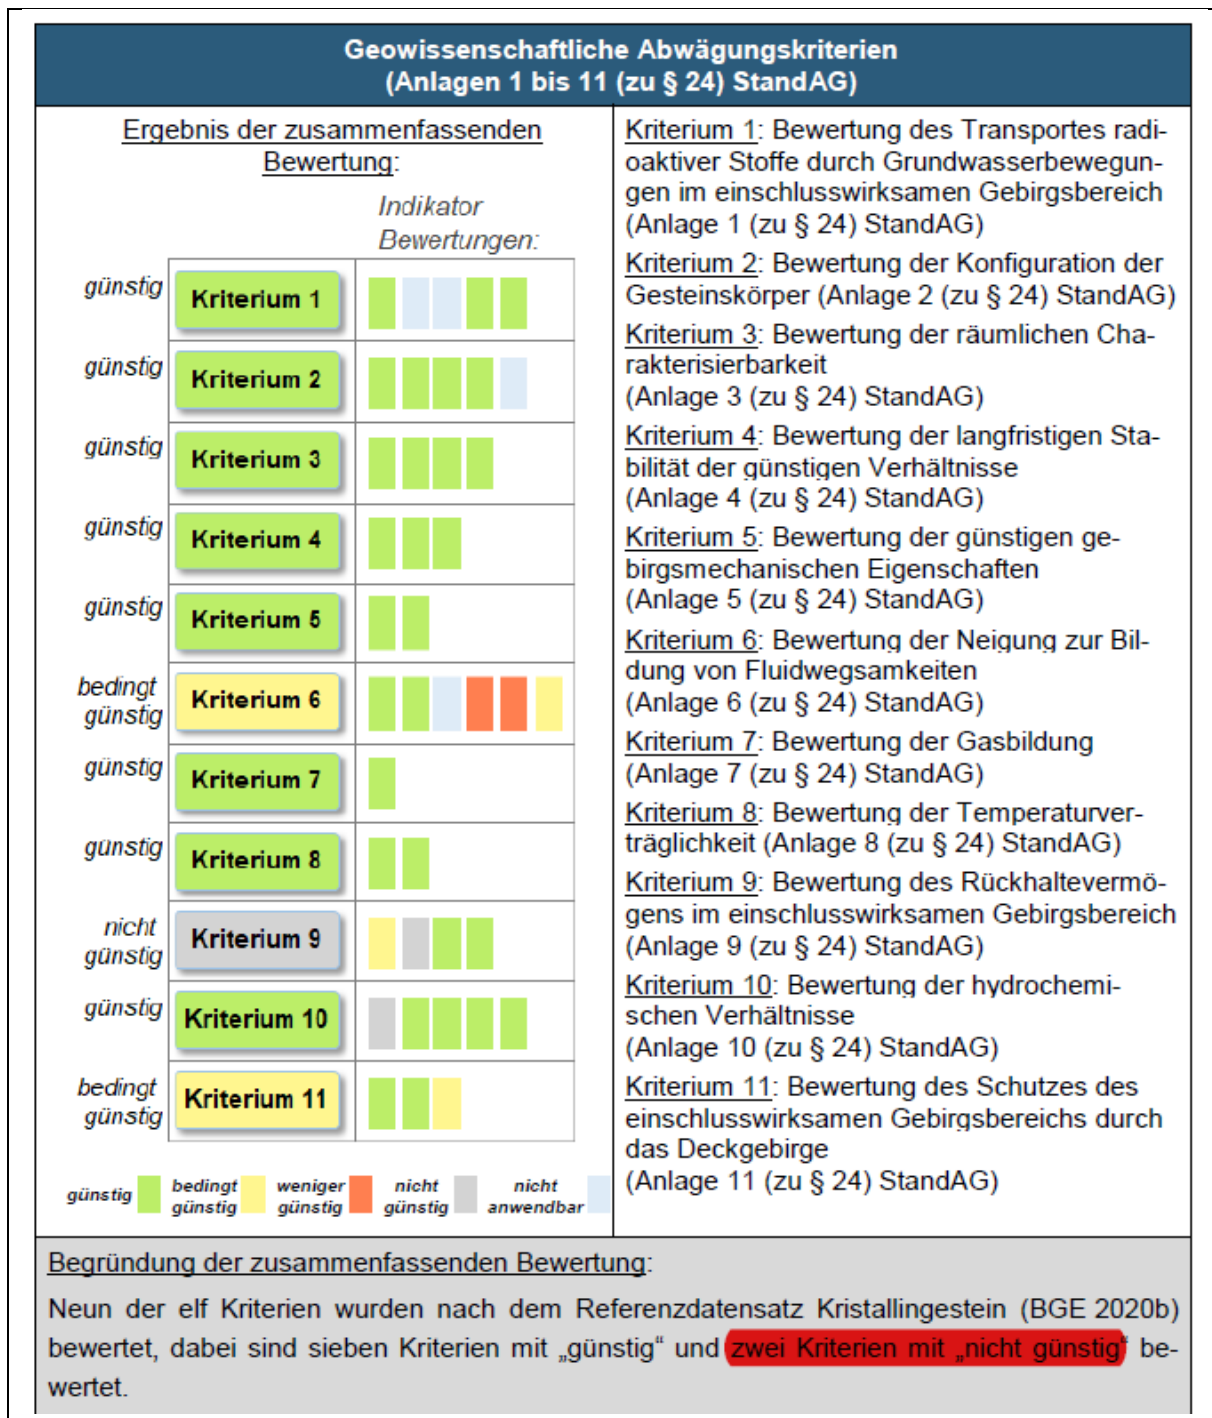 Geowissenschaftliche Abwägungskriterien
(Anlagen 1 bis 11 (zu § 24) StandAG)
Ergebnis der zusammenfassenden
Bewertung:
Indikator
Bewertungen:
günstig Kriterium 1
günstig Kriterium 2
günstig Kriterium 3
günstig Kriterium 4
günstig Kriterium 5
bedingt
günstig Kriterium 6
günstig Kriterium 7
günstig Kriterium 8
nicht
günstig Kriterium 9
günstig Kriterium 10
bedingt
günstig Kriterium 11
günstig bedingt günstig weniger günstig nicht günstig nicht anwendbar
Kriterium 1: Bewertung des Transportes radi-
oaktiver Stoffe durch Grundwasserbewegun-
gen im einschlusswirksamen Gebirgsbereich
(Anlage 1 (zu § 24) StandAG)
Kriterium 2: Bewertung der Konfiguration der
Gesteinskörper (Anlage 2 (zu § 24) StandAG)
Kriterium 3: Bewertung der räumlichen Cha-
rakterisierbarkeit
(Anlage 3 (zu § 24) StandAG)
Kriterium 4: Bewertung der langfristigen Sta-
bilität der günstigen Verhältnisse
(Anlage 4 (zu § 24) StandAG)
Kriterium 5: Bewertung der günstigen ge-
birgsmechanischen Eigenschaften
(Anlage 5 (zu § 24) StandAG)
Kriterium 6: Bewertung der Neigung zur Bil-
dung von Fluidwegsamkeiten
(Anlage 6 (zu § 24) StandAG)
Kriterium 7: Bewertung der Gasbildung
(Anlage 7 (zu § 24) StandAG)
Kriterium 8: Bewertung der Temperaturver-
träglichkeit (Anlage 8 (zu § 24) StandAG)
Kriterium 9: Bewertung des Rückhaltevermö-
gens im einschlusswirksamen Gebirgsbereich
(Anlage 9 (zu § 24) StandAG)
Kriterium 10: Bewertung der hydrochemi-
schen Verhältnisse
(Anlage 10 (zu § 24) StandAG)
Kriterium 11: Bewertung des Schutzes des
einschlusswirksamen Gebirgsbereichs durch
das Deckgebirge
(Anlage 11 (zu § 24) StandAG)
Begründung der zusammenfassenden Bewertung:
Neun der elf Kriterien wurden nach dem Referenzdatensatz Kristallingestein (BGE 2020b)
bewertet, dabei sind sieben Kriterien mit „günstig“ und zwei Kriterien mit „nicht günstig“ be-
wertet.